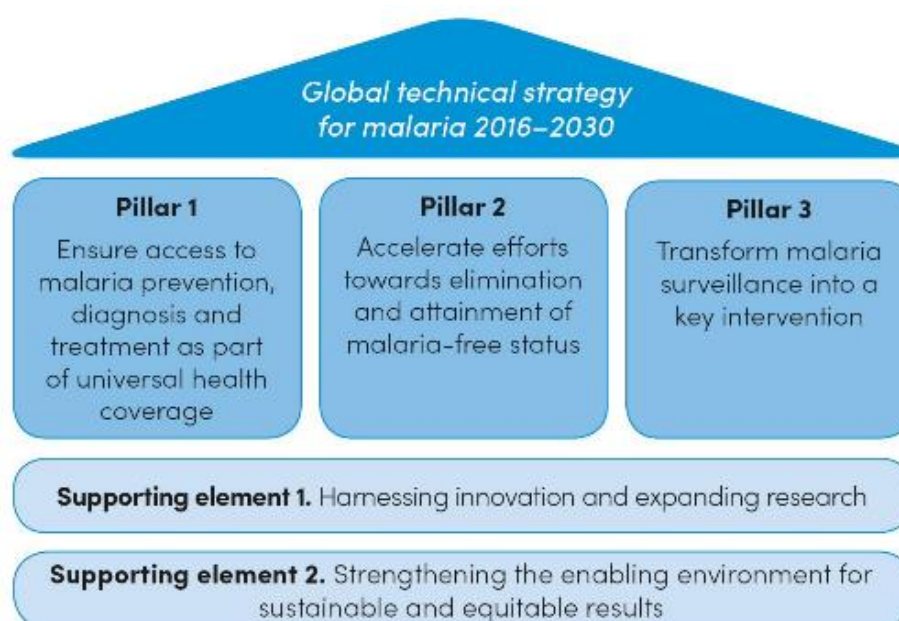 Global technical strategy
for malaria 2016–2030
Pillar 1
Ensure access to
malaria prevention,
diagnosis and
treatment as part
of universal health
coverage
Pillar 2
Accelerate efforts
towards elimination
and attainment of
malaria-free status
Pillar 3
Transform malaria
surveillance into a
key intervention
Supporting element 1. Harnessing innovation and expanding research
Supporting element 2. Strengthening the enabling environment for
sustainable and equitable results